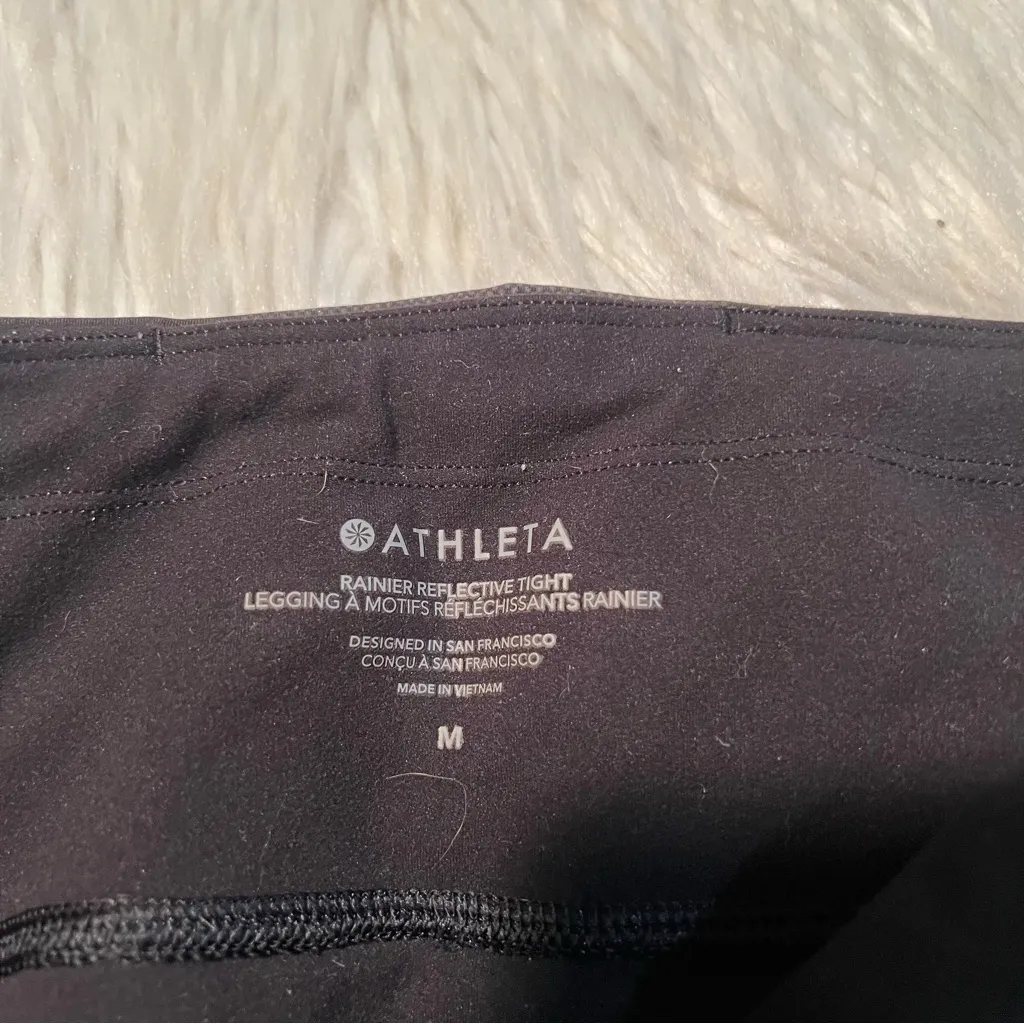 ATHLETA
RAINIER REFLECTIVE TIGHT
LEGGING À MOTIFS RÉFLÉCHISSANTS RAINIER
DESIGNED IN SAN FRANCISCO
CONÇU À SAN FRANCISCO
MADE IN VIETNAM
M